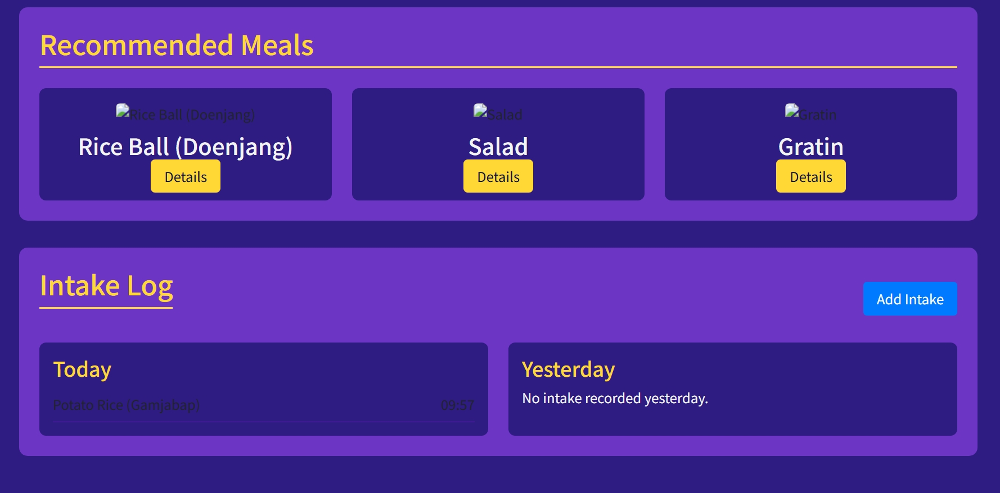 Recommended Meals
Rice Ball (Doenjang)
Salad
Gratin
Rice Ball (Doenjang)
Salad
Gratin
Details
Details
Details
Intake Log
Add Intake
Today
Yesterday
Potato Rice (Gamjabap)
09:57
No intake recorded yesterday.